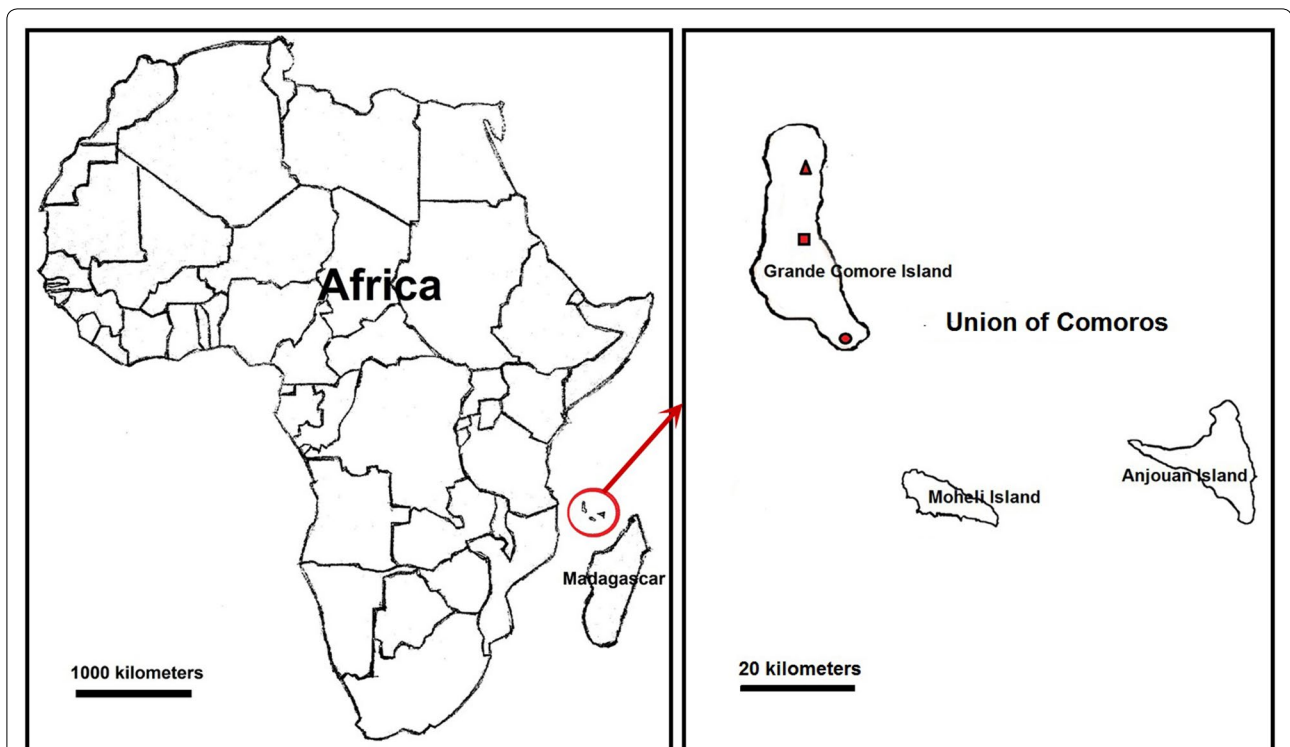 Africa
Madagascar
1000 kilometers
Grande Comore Island
Union of Comoros
Anjouan Island
Moheli Island
20 kilometers